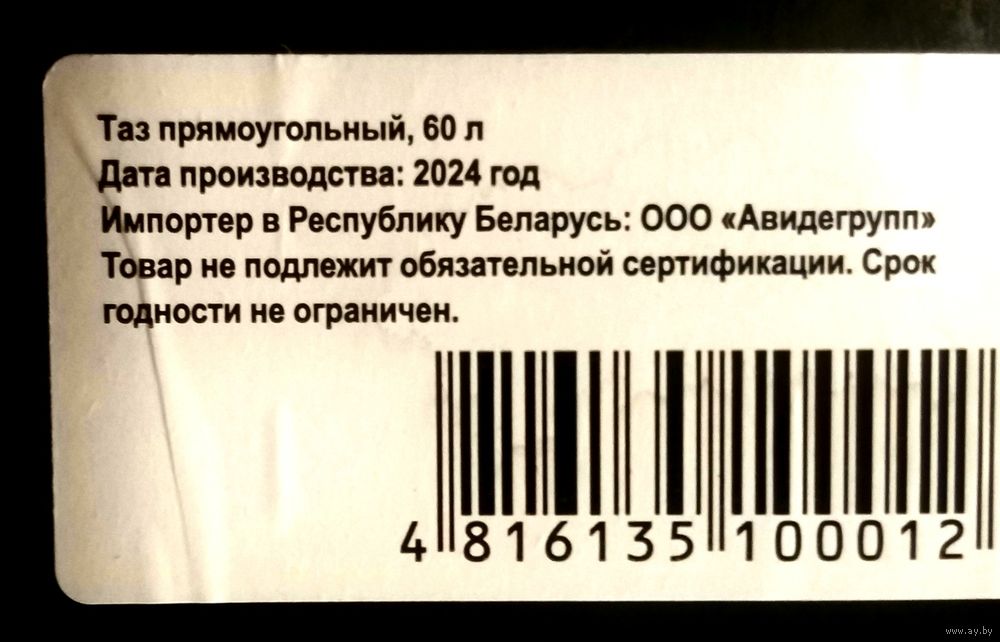 Таз прямоугольный, 60 л
Дата производства: 2024 год
Импортер в Республику Беларусь: ООО «Авидегрупп»
Товар не подлежит обязательной сертификации. Срок
годности не ограничен.
4 816135 100012
www.ay.by